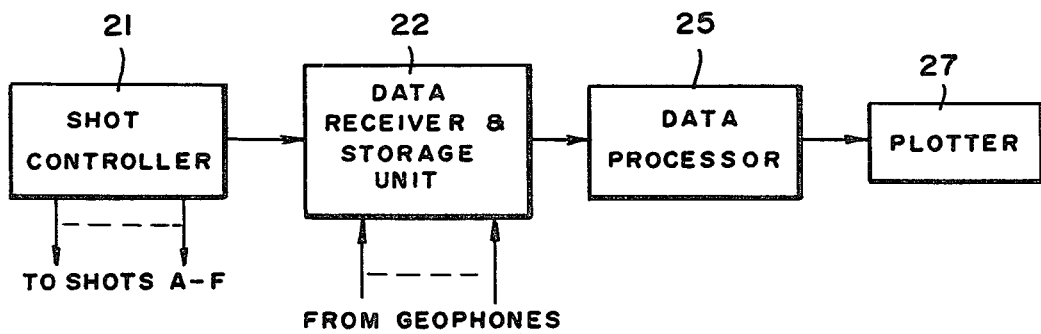 21
22
25
27
SHOT
CONTROLLER
DATA
RECEIVER &
STORAGE
UNIT
DATA
PROCESSOR
PLOTTER
TO SHOTS A-F
FROM GEOPHONES